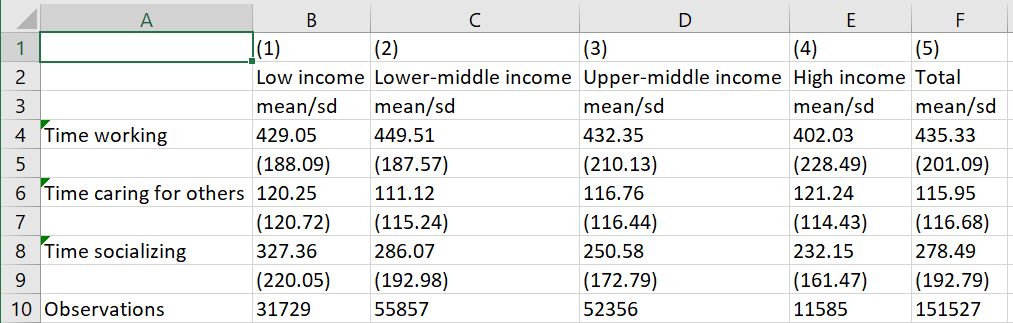 A B C D E F
1 (1) (2) (3) (4) (5)
2 Low income Lower-middle income Upper-middle income High income Total
3 mean/sd mean/sd mean/sd mean/sd mean/sd
4 Time working 429.05 449.51 432.35 402.03 435.33
5 (188.09) (187.57) (210.13) (228.49) (201.09)
6 Time caring for others 120.25 111.12 116.76 121.24 115.95
7 (120.72) (115.24) (116.44) (114.43) (116.68)
8 Time socializing 327.36 286.07 250.58 232.15 278.49
9 (220.05) (192.98) (172.79) (161.47) (192.79)
10 Observations 31729 55857 52356 11585 151527